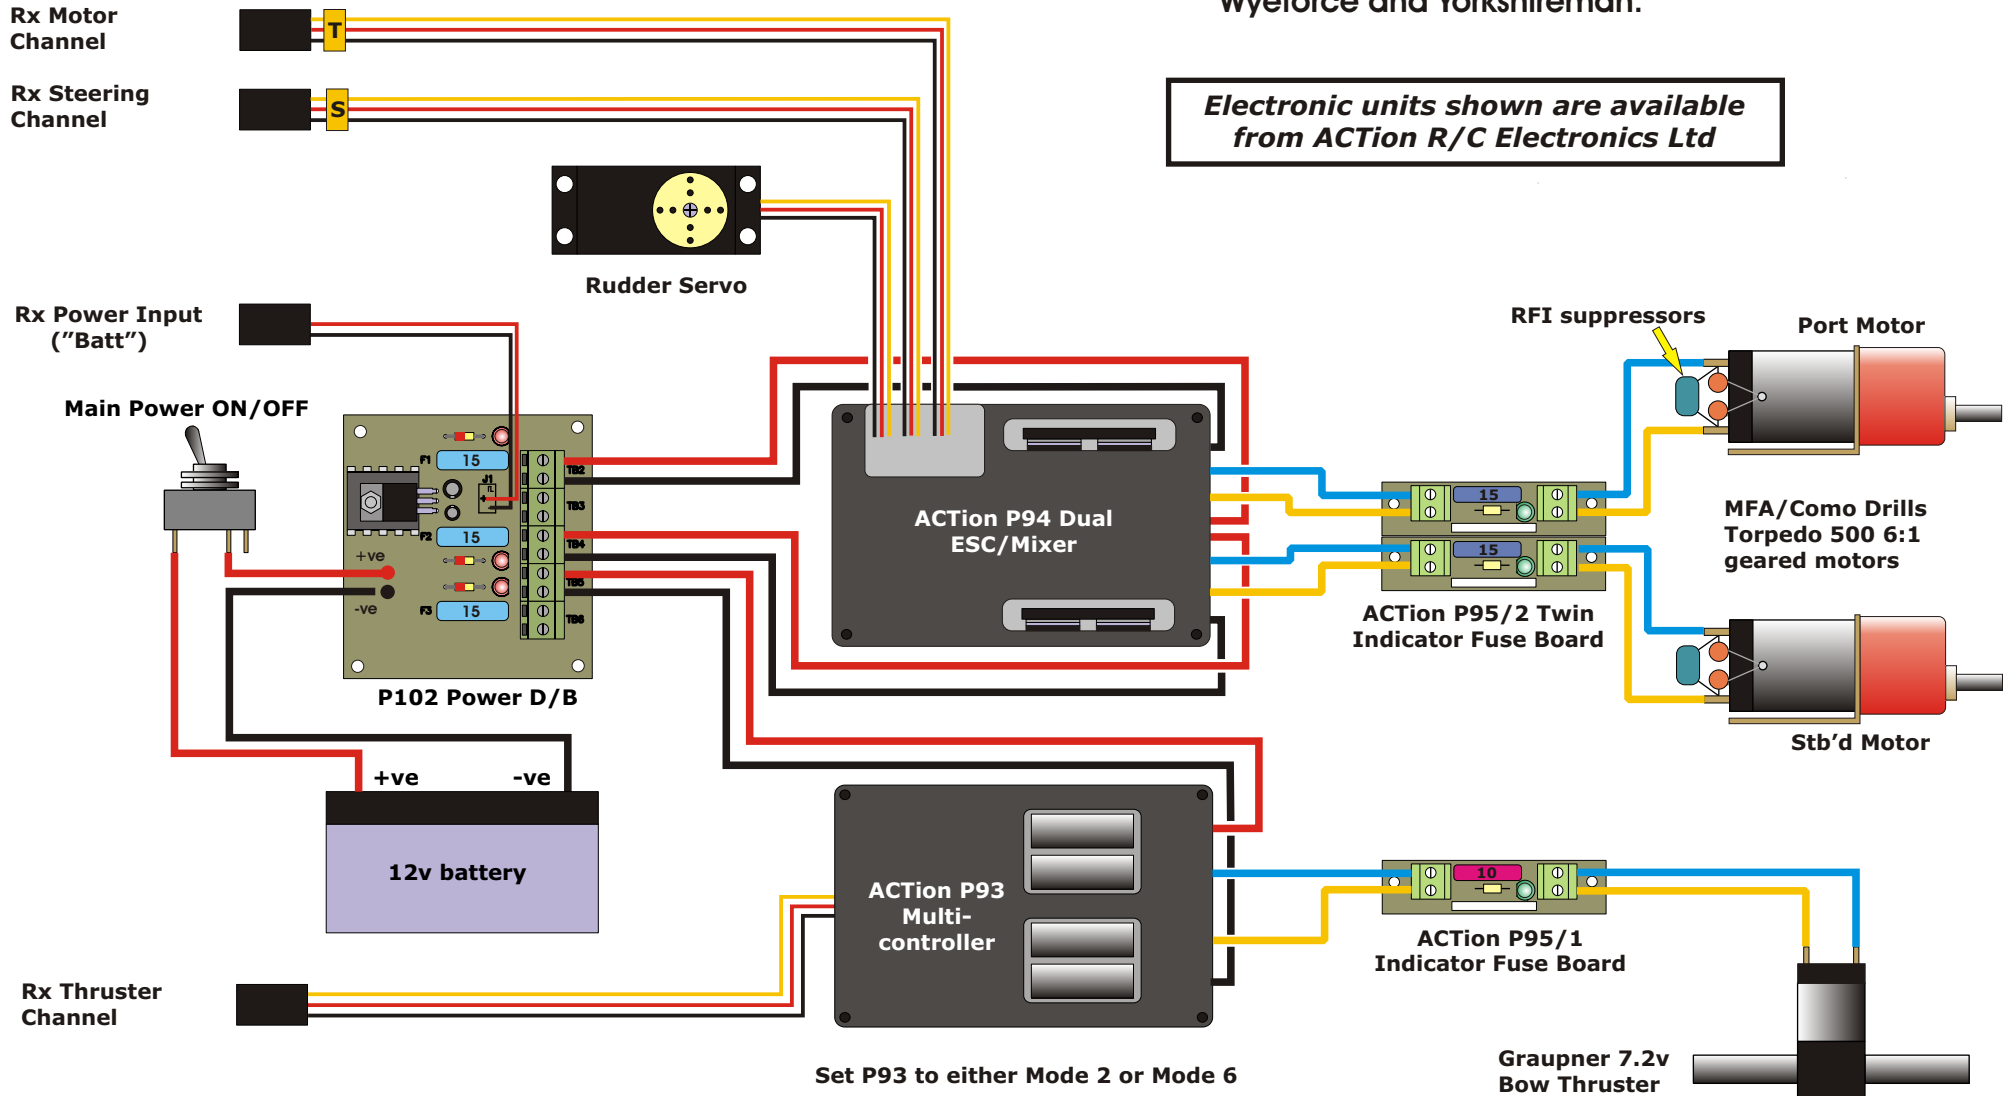 Wyeforce and Yorkshireman.
Rx Motor
Channel
T
Rx Steering
Channel
S
Electronic units shown are available
from ACTion R/C Electronics Ltd
Rudder Servo
Rx Power Input
("Batt")
RFI suppressors
Port Motor
Main Power ON/OFF
F1
15
J1
TB2
TB3
F2
15
TB4
+ve
TB5
-ve
F3
15
TB6
P102 Power D/B
ACTion P94 Dual
ESC/Mixer
15
15
MFA/Como Drills
Torpedo 500 6:1
geared motors
ACTion P95/2 Twin
Indicator Fuse Board
Stb'd Motor
+ve
-ve
12v battery
ACTion P93
Multi-
controller
10
ACTion P95/1
Indicator Fuse Board
Rx Thruster
Channel
Set P93 to either Mode 2 or Mode 6
Graupner 7.2v
Bow Thruster